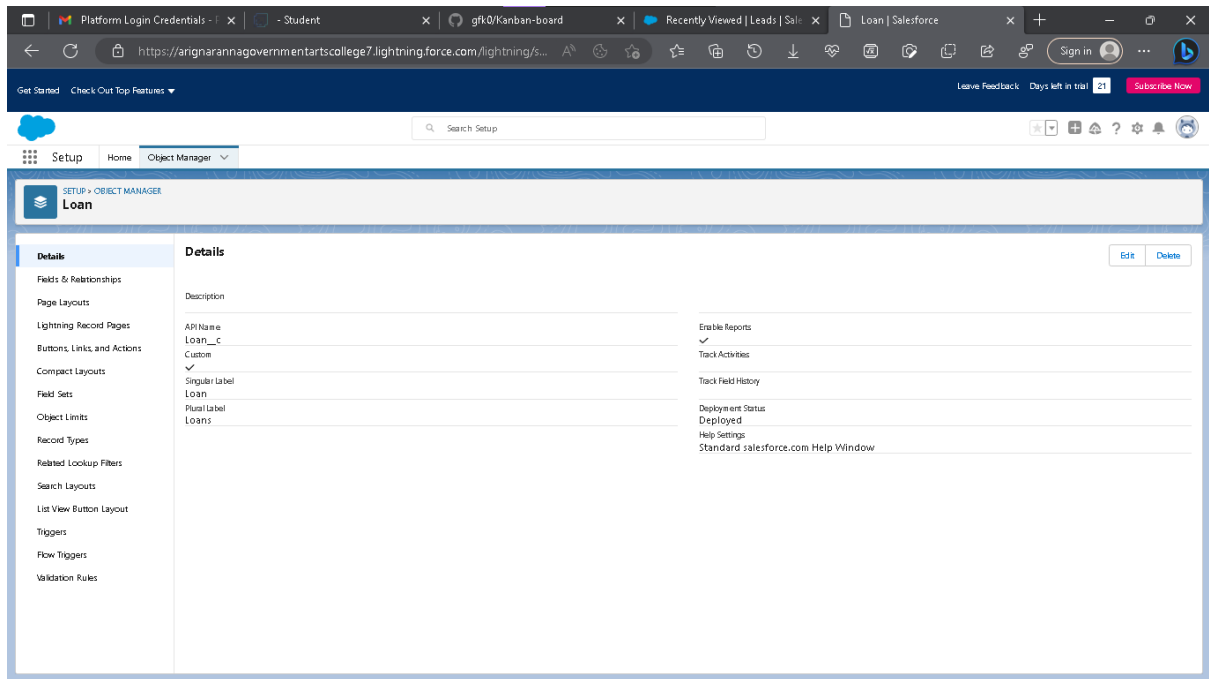 Platform Login Credentials - F
- Student
gfk0/Kanban-board
Recently Viewed | Leads | Sale
Loan | Salesforce
https://arignarannagovernmentartscollege7.lightning.force.com/lightning/s...
Sign in
Get Started Check Out Top Features
Leave Feedback Days left in trial 21 Subscribe Now
Search Setup
Setup Home Object Manager
SETUP > OBJECT MANAGER
Loan
Details
Fields & Relationships
Page Layouts
Lightning Record Pages
Buttons, Links, and Actions
Compact Layouts
Field Sets
Object Limits
Record Types
Related Lookup Filters
Search Layouts
List View Button Layout
Triggers
Flow Triggers
Validation Rules
Details
Edit Delete
Description
API Name
Loan__c
Custom
Singular Label
Loan
Plural Label
Loans
Enable Reports
Track Activities
Track Field History
Deployment Status
Deployed
Help Settings
Standard salesforce.com Help Window